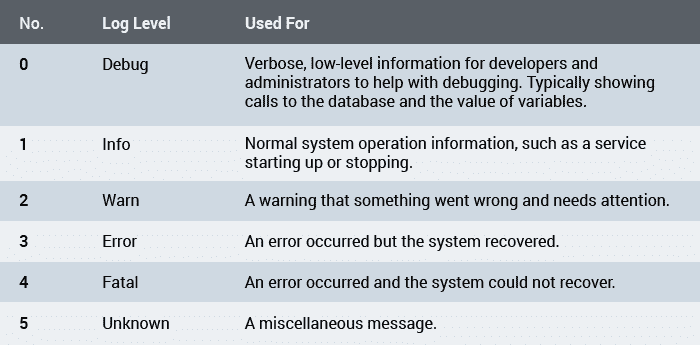 No. Log Level Used For
0 Debug Verbose, low-level information for developers and
administrators to help with debugging. Typically showing
calls to the database and the value of variables.
1 Info Normal system operation information, such as a service
starting up or stopping.
2 Warn A warning that something went wrong and needs attention.
3 Error An error occurred but the system recovered.
4 Fatal An error occurred and the system could not recover.
5 Unknown A miscellaneous message.